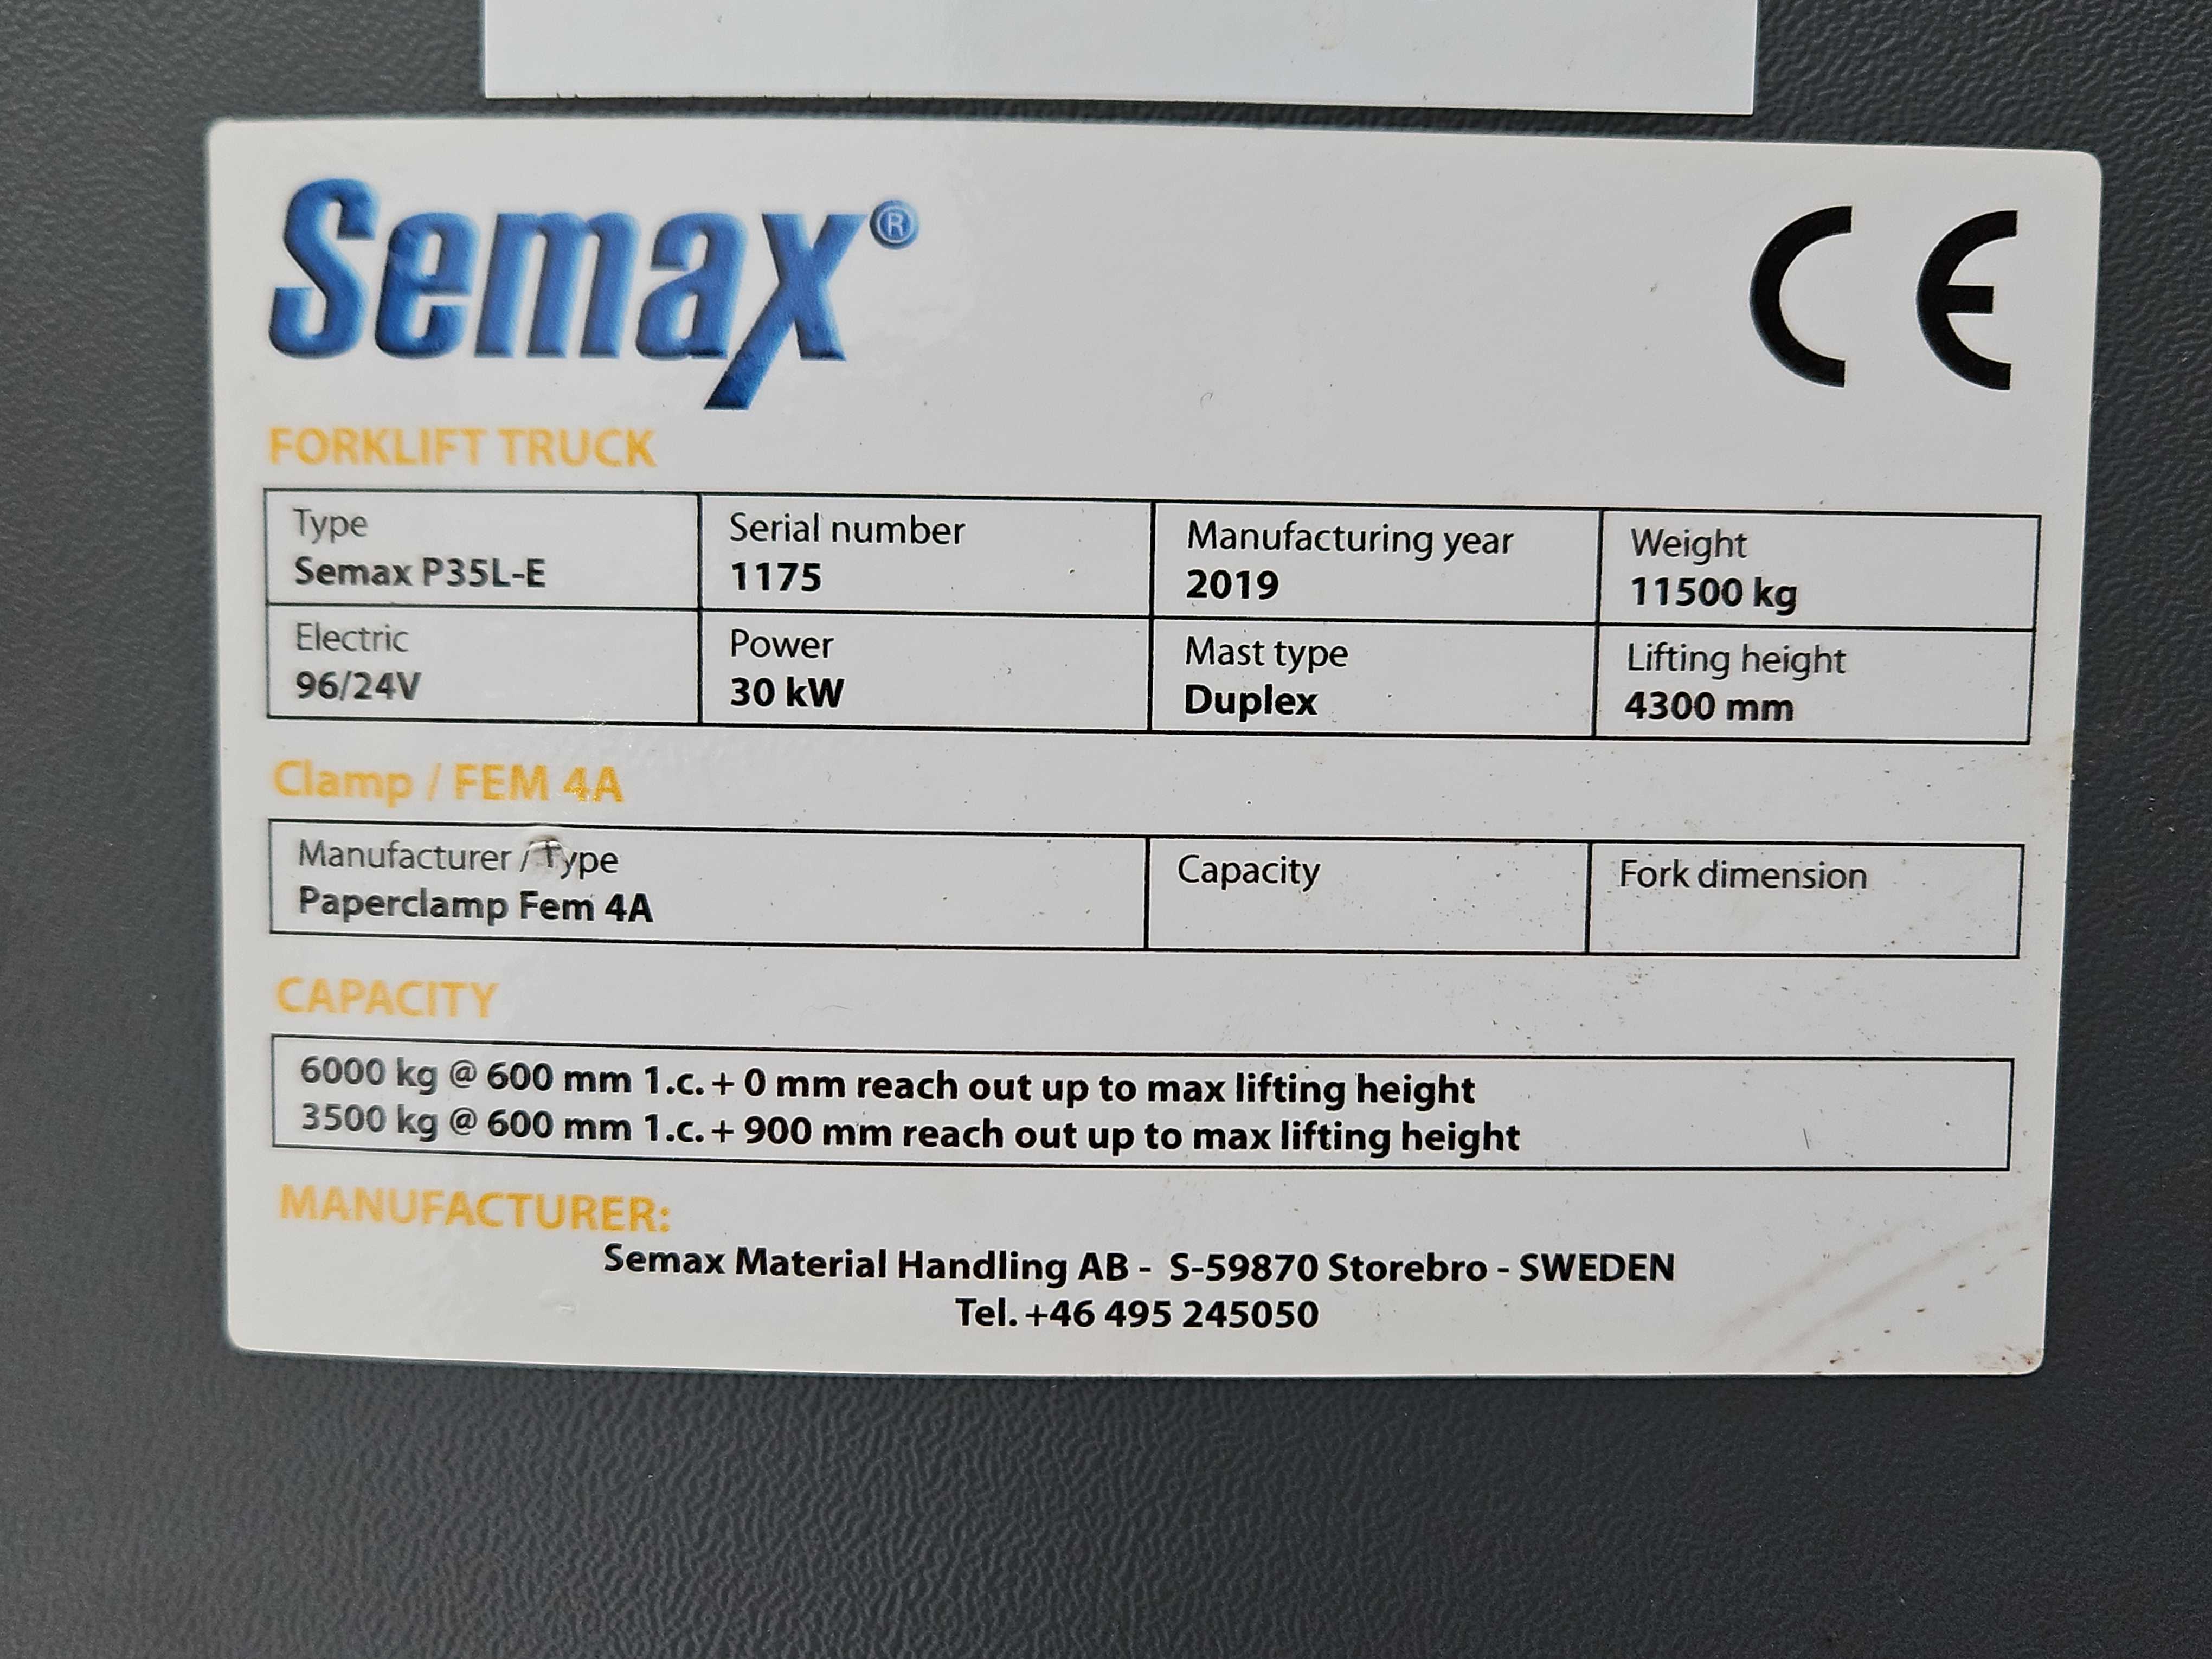 Semax®
CE
FORKLIFT TRUCK
Type Serial number Manufacturing year Weight
Semax P35L-E 1175 2019 11500 kg
Electric Power Mast type Lifting height
96/24V 30 kW Duplex 4300 mm
Clamp / FEM 4A
Manufacturer / Type Capacity Fork dimension
Paperclamp Fem 4A
CAPACITY
6000 kg @ 600 mm 1.c. + 0 mm reach out up to max lifting height
3500 kg @ 600 mm 1.c. + 900 mm reach out up to max lifting height
MANUFACTURER:
Semax Material Handling AB - S-59870 Storebro - SWEDEN
Tel. +46 495 245050